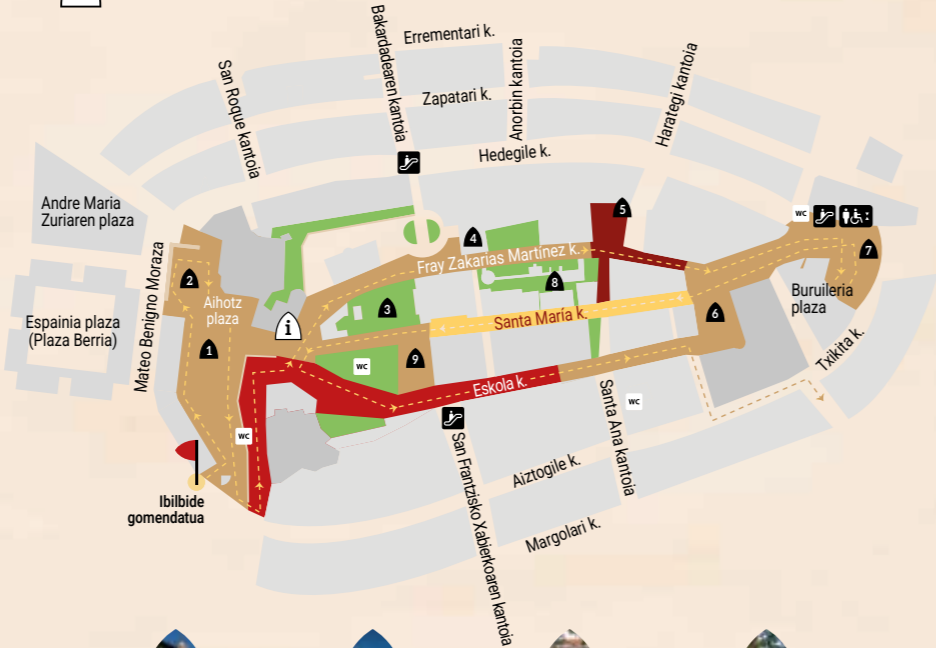 Bakardadearen kantoia
Errementari k.
San Roque kantoia
Zapatari k.
Anorbin kantoia
Harategi kantoia
Hedegile k.
Andre Maria
Zuriaren plaza
5
WC
4
Fray Zakarias Martinez k.
7
Mateo Benigno Moraza
2
Aihotz
plaza
8
Buruileria
plaza
3
6
Santa María k.
i
Espainia plaza
(Plaza Berria)
1
9
WC
Txikita k.
Eskola k.
Santa Ana kantoia
WC
WC
San Frantzisko Xabierkoaren kantoia
Aiztogile k.
Ibilbide
gomendatua
Margolari k.